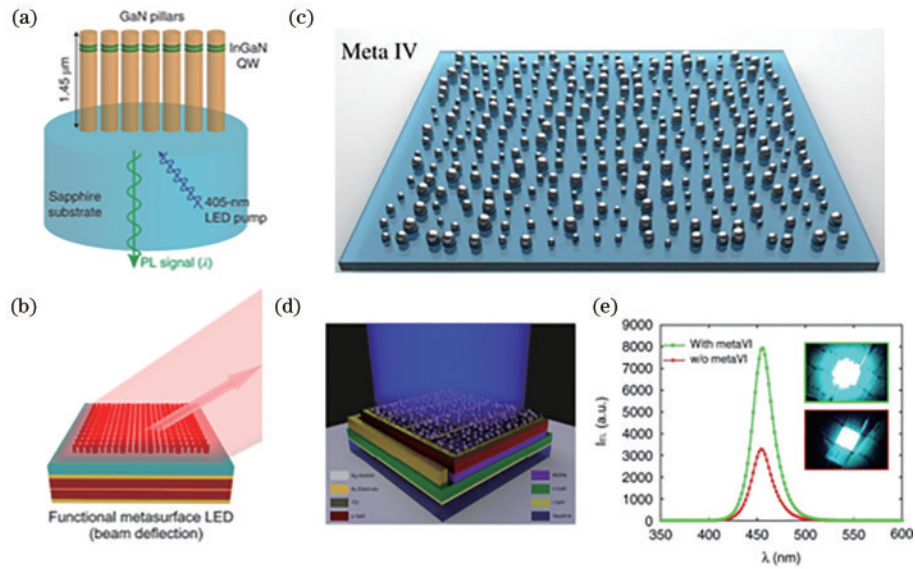 (a)
GaN pillars
InGaN
QW
1.45 μm
Sapphire
substrate
405-nm
LED pump
PL signal (λ)
(c)
Meta IV
(b)
Functional metasurface LED
(beam deflection)
(d)
(e)
9000
8000
7000
6000
5000
4000
3000
2000
1000
0
With metaVI
w/o metaVI
(a.u.)
350
400
450
500
550
600
λ (nm)